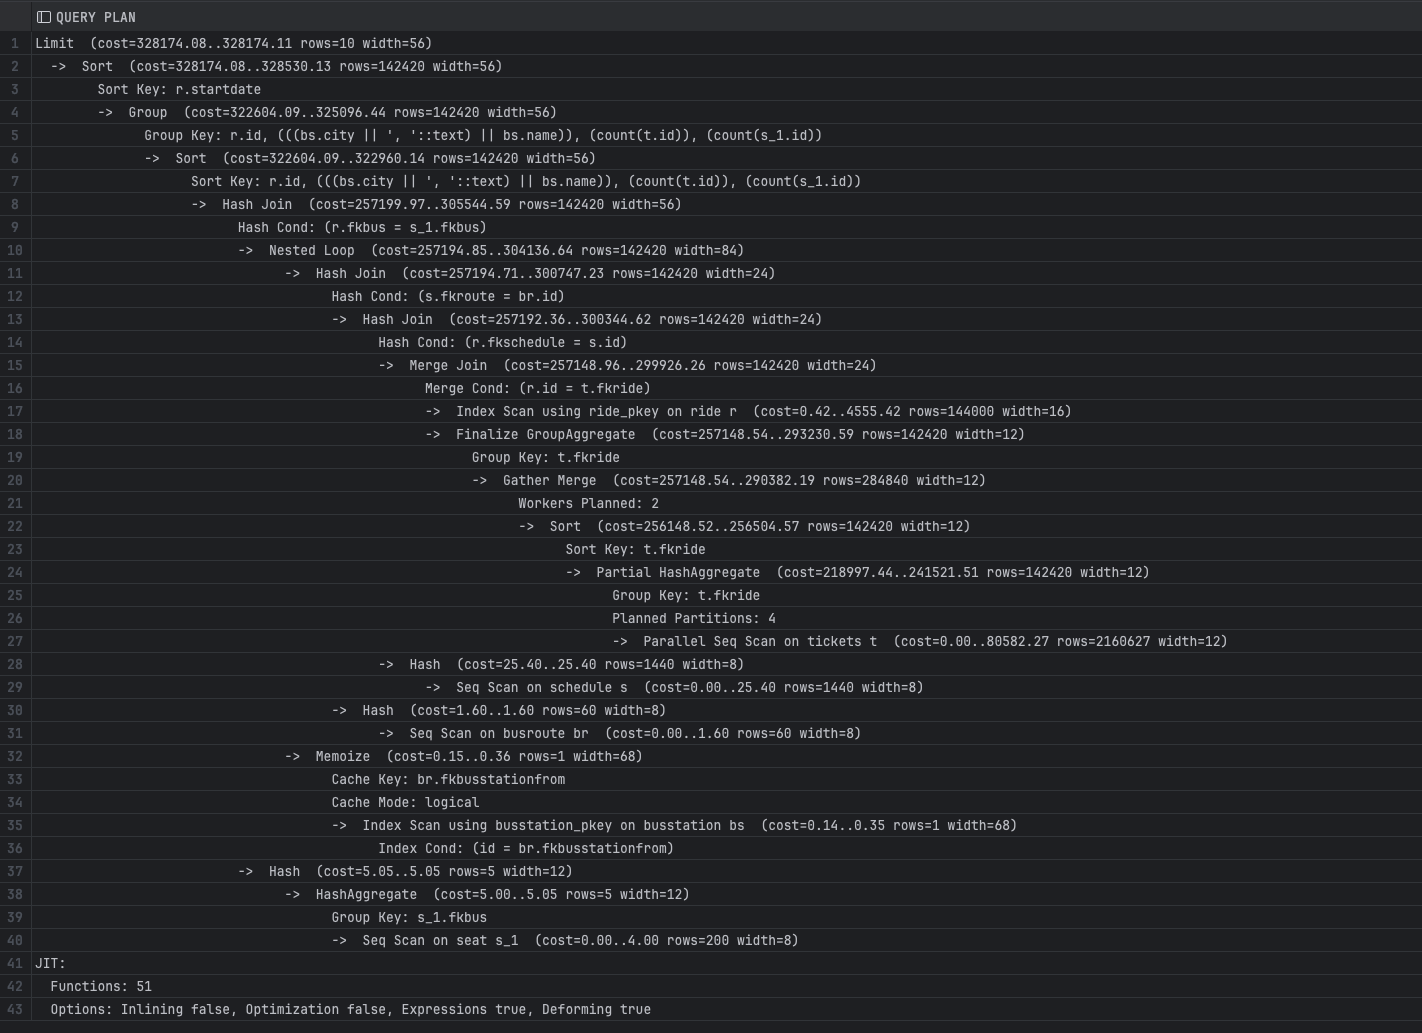 QUERY PLAN
1 Limit  (cost=328174.08..328174.11 rows=10 width=56)
2   ->  Sort  (cost=328174.08..328530.13 rows=142420 width=56)
3         Sort Key: r.startdate
4         ->  Group  (cost=322604.09..325096.44 rows=142420 width=56)
5               Group Key: r.id, (((bs.city || ', '::text) || bs.name)), (count(t.id)), (count(s_1.id))
6               ->  Sort  (cost=322604.09..322960.14 rows=142420 width=56)
7                     Sort Key: r.id, (((bs.city || ', '::text) || bs.name)), (count(t.id)), (count(s_1.id))
8                     ->  Hash Join  (cost=257199.97..305544.59 rows=142420 width=56)
9                           Hash Cond: (r.fkbus = s_1.fkbus)
10                           ->  Nested Loop  (cost=257194.85..304136.64 rows=142420 width=84)
11                                 ->  Hash Join  (cost=257194.71..300747.23 rows=142420 width=24)
12                                       Hash Cond: (s.fkroute = br.id)
13                                       ->  Hash Join  (cost=257192.36..300344.62 rows=142420 width=24)
14                                             Hash Cond: (r.fkschedule = s.id)
15                                             ->  Merge Join  (cost=257148.96..299926.26 rows=142420 width=24)
16                                                   Merge Cond: (r.id = t.fkride)
17                                                   ->  Index Scan using ride_pkey on ride r  (cost=0.42..4555.42 rows=144000 width=16)
18                                                   ->  Finalize GroupAggregate  (cost=257148.54..293230.59 rows=142420 width=12)
19                                                         Group Key: t.fkride
20                                                         ->  Gather Merge  (cost=257148.54..290382.19 rows=284840 width=12)
21                                                               Workers Planned: 2
22                                                               ->  Sort  (cost=256148.52..256504.57 rows=142420 width=12)
23                                                                     Sort Key: t.fkride
24                                                                     ->  Partial HashAggregate  (cost=218997.44..241521.51 rows=142420 width=12)
25                                                                           Group Key: t.fkride
26                                                                           Planned Partitions: 4
27                                                                           ->  Parallel Seq Scan on tickets t  (cost=0.00..80582.27 rows=2160627 width=12)
28                                             ->  Hash  (cost=25.40..25.40 rows=1440 width=8)
29                                                   ->  Seq Scan on schedule s  (cost=0.00..25.40 rows=1440 width=8)
30                                       ->  Hash  (cost=1.60..1.60 rows=60 width=8)
31                                             ->  Seq Scan on busroute br  (cost=0.00..1.60 rows=60 width=8)
32                                 ->  Memoize  (cost=0.15..0.36 rows=1 width=68)
33                                       Cache Key: br.fkbusstationfrom
34                                       Cache Mode: logical
35                                       ->  Index Scan using busstation_pkey on busstation bs  (cost=0.14..0.35 rows=1 width=68)
36                                             Index Cond: (id = br.fkbusstationfrom)
37                           ->  Hash  (cost=5.05..5.05 rows=5 width=12)
38                                 ->  HashAggregate  (cost=5.00..5.05 rows=5 width=12)
39                                       Group Key: s_1.fkbus
40                                       ->  Seq Scan on seat s_1  (cost=0.00..4.00 rows=200 width=8)
41 JIT:
42   Functions: 51
43   Options: Inlining false, Optimization false, Expressions true, Deforming true